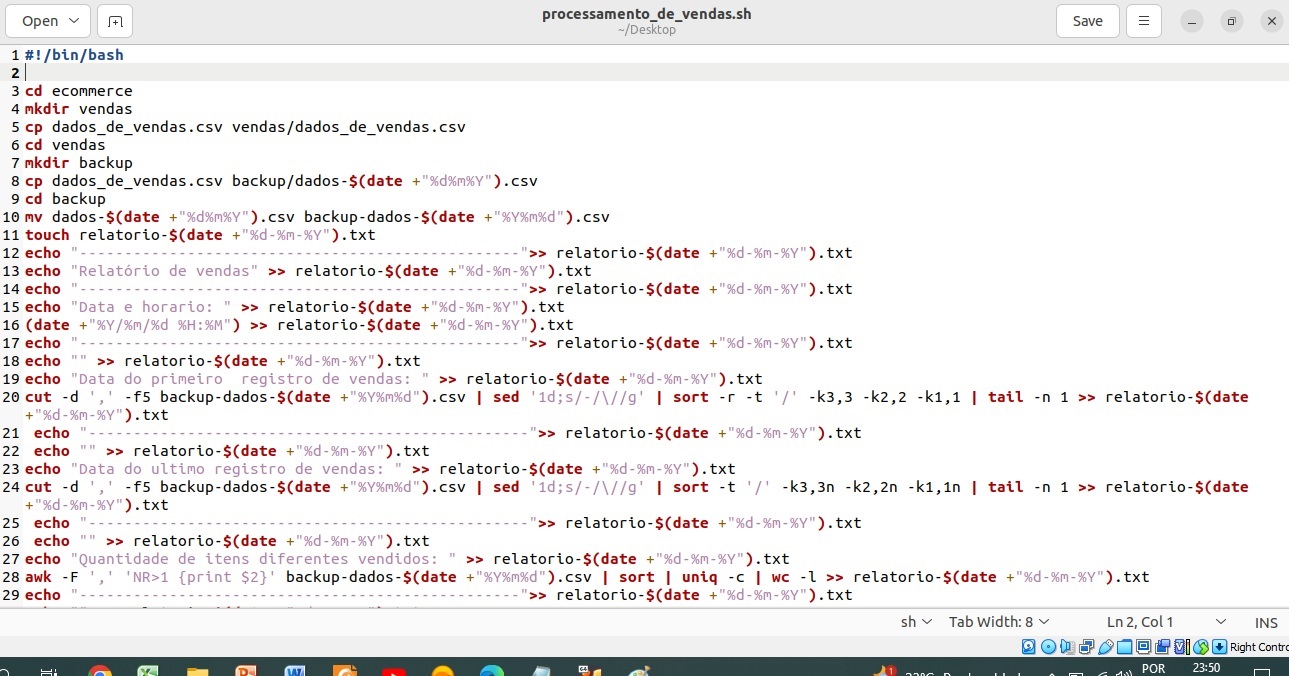 Open
processamento_de_vendas.sh
~/Desktop
Save
1 #!/bin/bash
2
3 cd ecommerce
4 mkdir vendas
5 cp dados_de_vendas.csv vendas/dados_de_vendas.csv
6 cd vendas
7 mkdir backup
8 cp dados_de_vendas.csv backup/dados-$(date +"%d%m%Y").csv
9 cd backup
10 mv dados-$(date +"%d%m%Y").csv backup-dados-$(date +"%Y%m%d").csv
11 touch relatorio-$(date +"%d-%m-%Y").txt
12 echo "-------------------------------------------------">> relatorio-$(date +"%d-%m-%Y").txt
13 echo "Relatório de vendas" >> relatorio-$(date +"%d-%m-%Y").txt
14 echo "-------------------------------------------------">> relatorio-$(date +"%d-%m-%Y").txt
15 echo "Data e horario: " >> relatorio-$(date +"%d-%m-%Y").txt
16 (date +"%Y/%m/%d %H:%M") >> relatorio-$(date +"%d-%m-%Y").txt
17 echo "-------------------------------------------------">> relatorio-$(date +"%d-%m-%Y").txt
18 echo "" >> relatorio-$(date +"%d-%m-%Y").txt
19 echo "Data do primeiro  registro de vendas: " >> relatorio-$(date +"%d-%m-%Y").txt
20 cut -d ',' -f5 backup-dados-$(date +"%Y%m%d").csv | sed '1d;s/-/\//g' | sort -r -t '/' -k3,3 -k2,2 -k1,1 | tail -n 1 >> relatorio-$(date
+"%d-%m-%Y").txt
21  echo "-------------------------------------------------">> relatorio-$(date +"%d-%m-%Y").txt
22  echo "" >> relatorio-$(date +"%d-%m-%Y").txt
23 echo "Data do ultimo registro de vendas: " >> relatorio-$(date +"%d-%m-%Y").txt
24 cut -d ',' -f5 backup-dados-$(date +"%Y%m%d").csv | sed '1d;s/-/\//g' | sort -t '/' -k3,3n -k2,2n -k1,1n | tail -n 1 >> relatorio-$(date
+"%d-%m-%Y").txt
25  echo "-------------------------------------------------">> relatorio-$(date +"%d-%m-%Y").txt
26  echo "" >> relatorio-$(date +"%d-%m-%Y").txt
27 echo "Quantidade de itens diferentes vendidos: " >> relatorio-$(date +"%d-%m-%Y").txt
28 awk -F ',' 'NR>1 {print $2}' backup-dados-$(date +"%Y%m%d").csv | sort | uniq -c | wc -l >> relatorio-$(date +"%d-%m-%Y").txt
29 echo "-------------------------------------------------">> relatorio-$(date +"%d-%m-%Y").txt
sh Tab Width: 8 Ln 2, Col 1 INS
Right Contro
POR 23:50